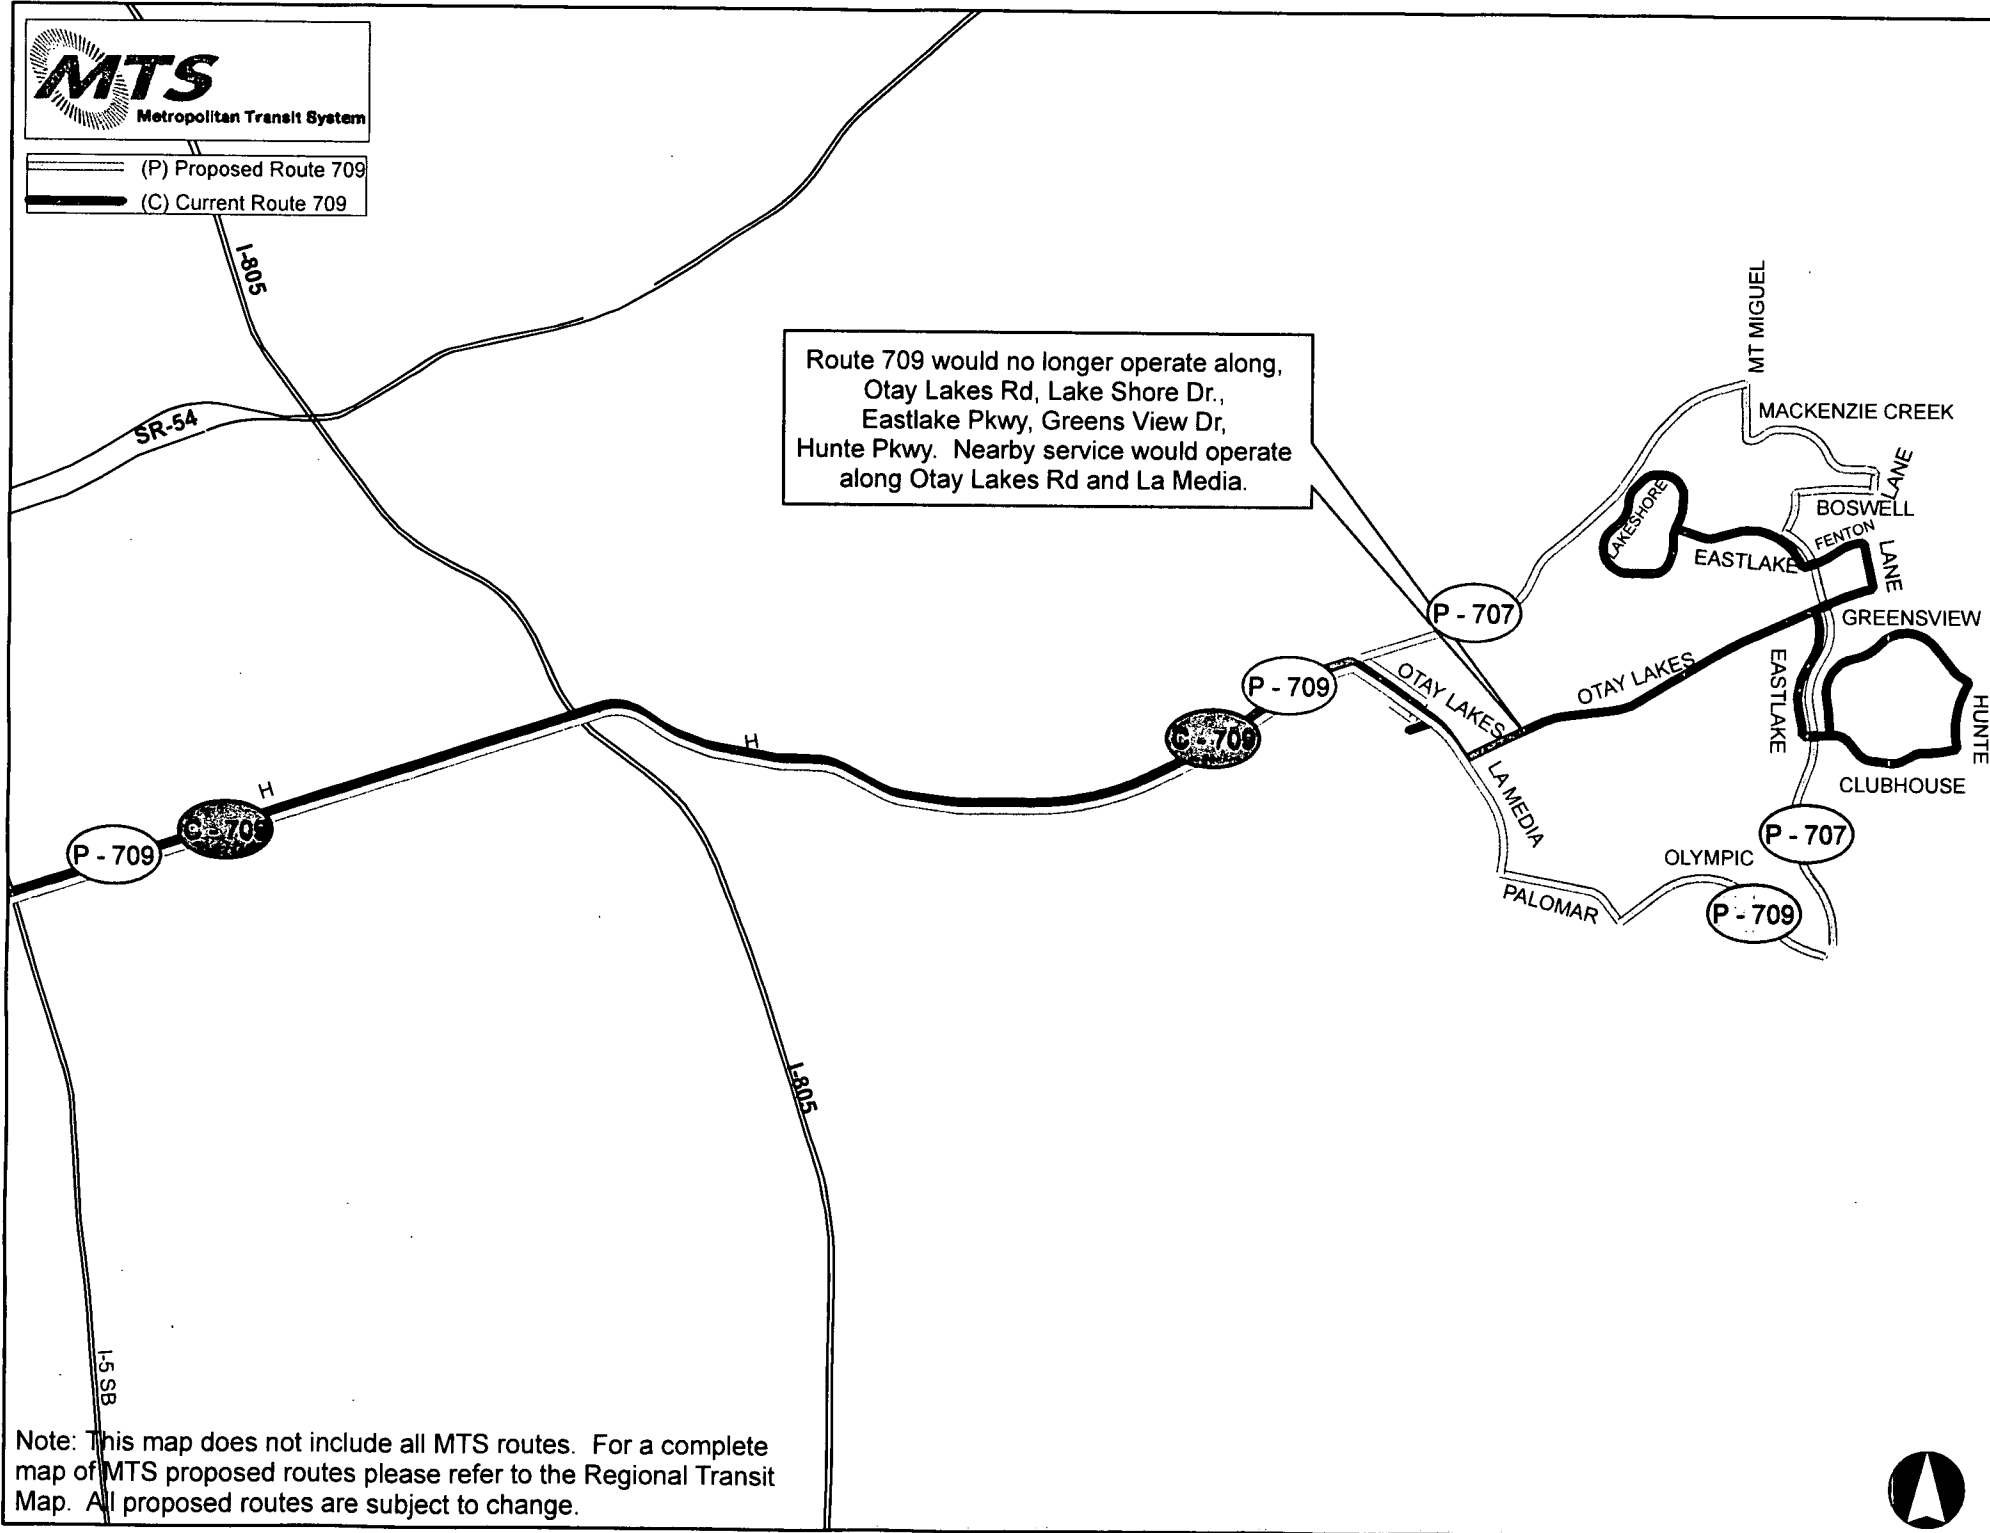 MTS
Metropolitan Transit System
(P) Proposed Route 709
(C) Current Route 709
I-805
SR-54
Route 709 would no longer operate along,
Otay Lakes Rd, Lake Shore Dr.,
Eastlake Pkwy, Greens View Dr,
Hunte Pkwy. Nearby service would operate
along Otay Lakes Rd and La Media.
MT MIGUEL
MACKENZIE CREEK
LANE
BOSWELL
LAKESHORE
FENTON
EASTLAKE
LANE
P - 707
GREENSVIEW
OTAY LAKES
OTAY LAKES
EASTLAKE
HUNTE
P - 709
C - 709
H
H
CLUBHOUSE
LA MEDIA
P - 707
C - 709
P - 709
OLYMPIC
PALOMAR
P - 709
I-805
I-5 SB
Note: This map does not include all MTS routes. For a complete
map of MTS proposed routes please refer to the Regional Transit
Map. All proposed routes are subject to change.